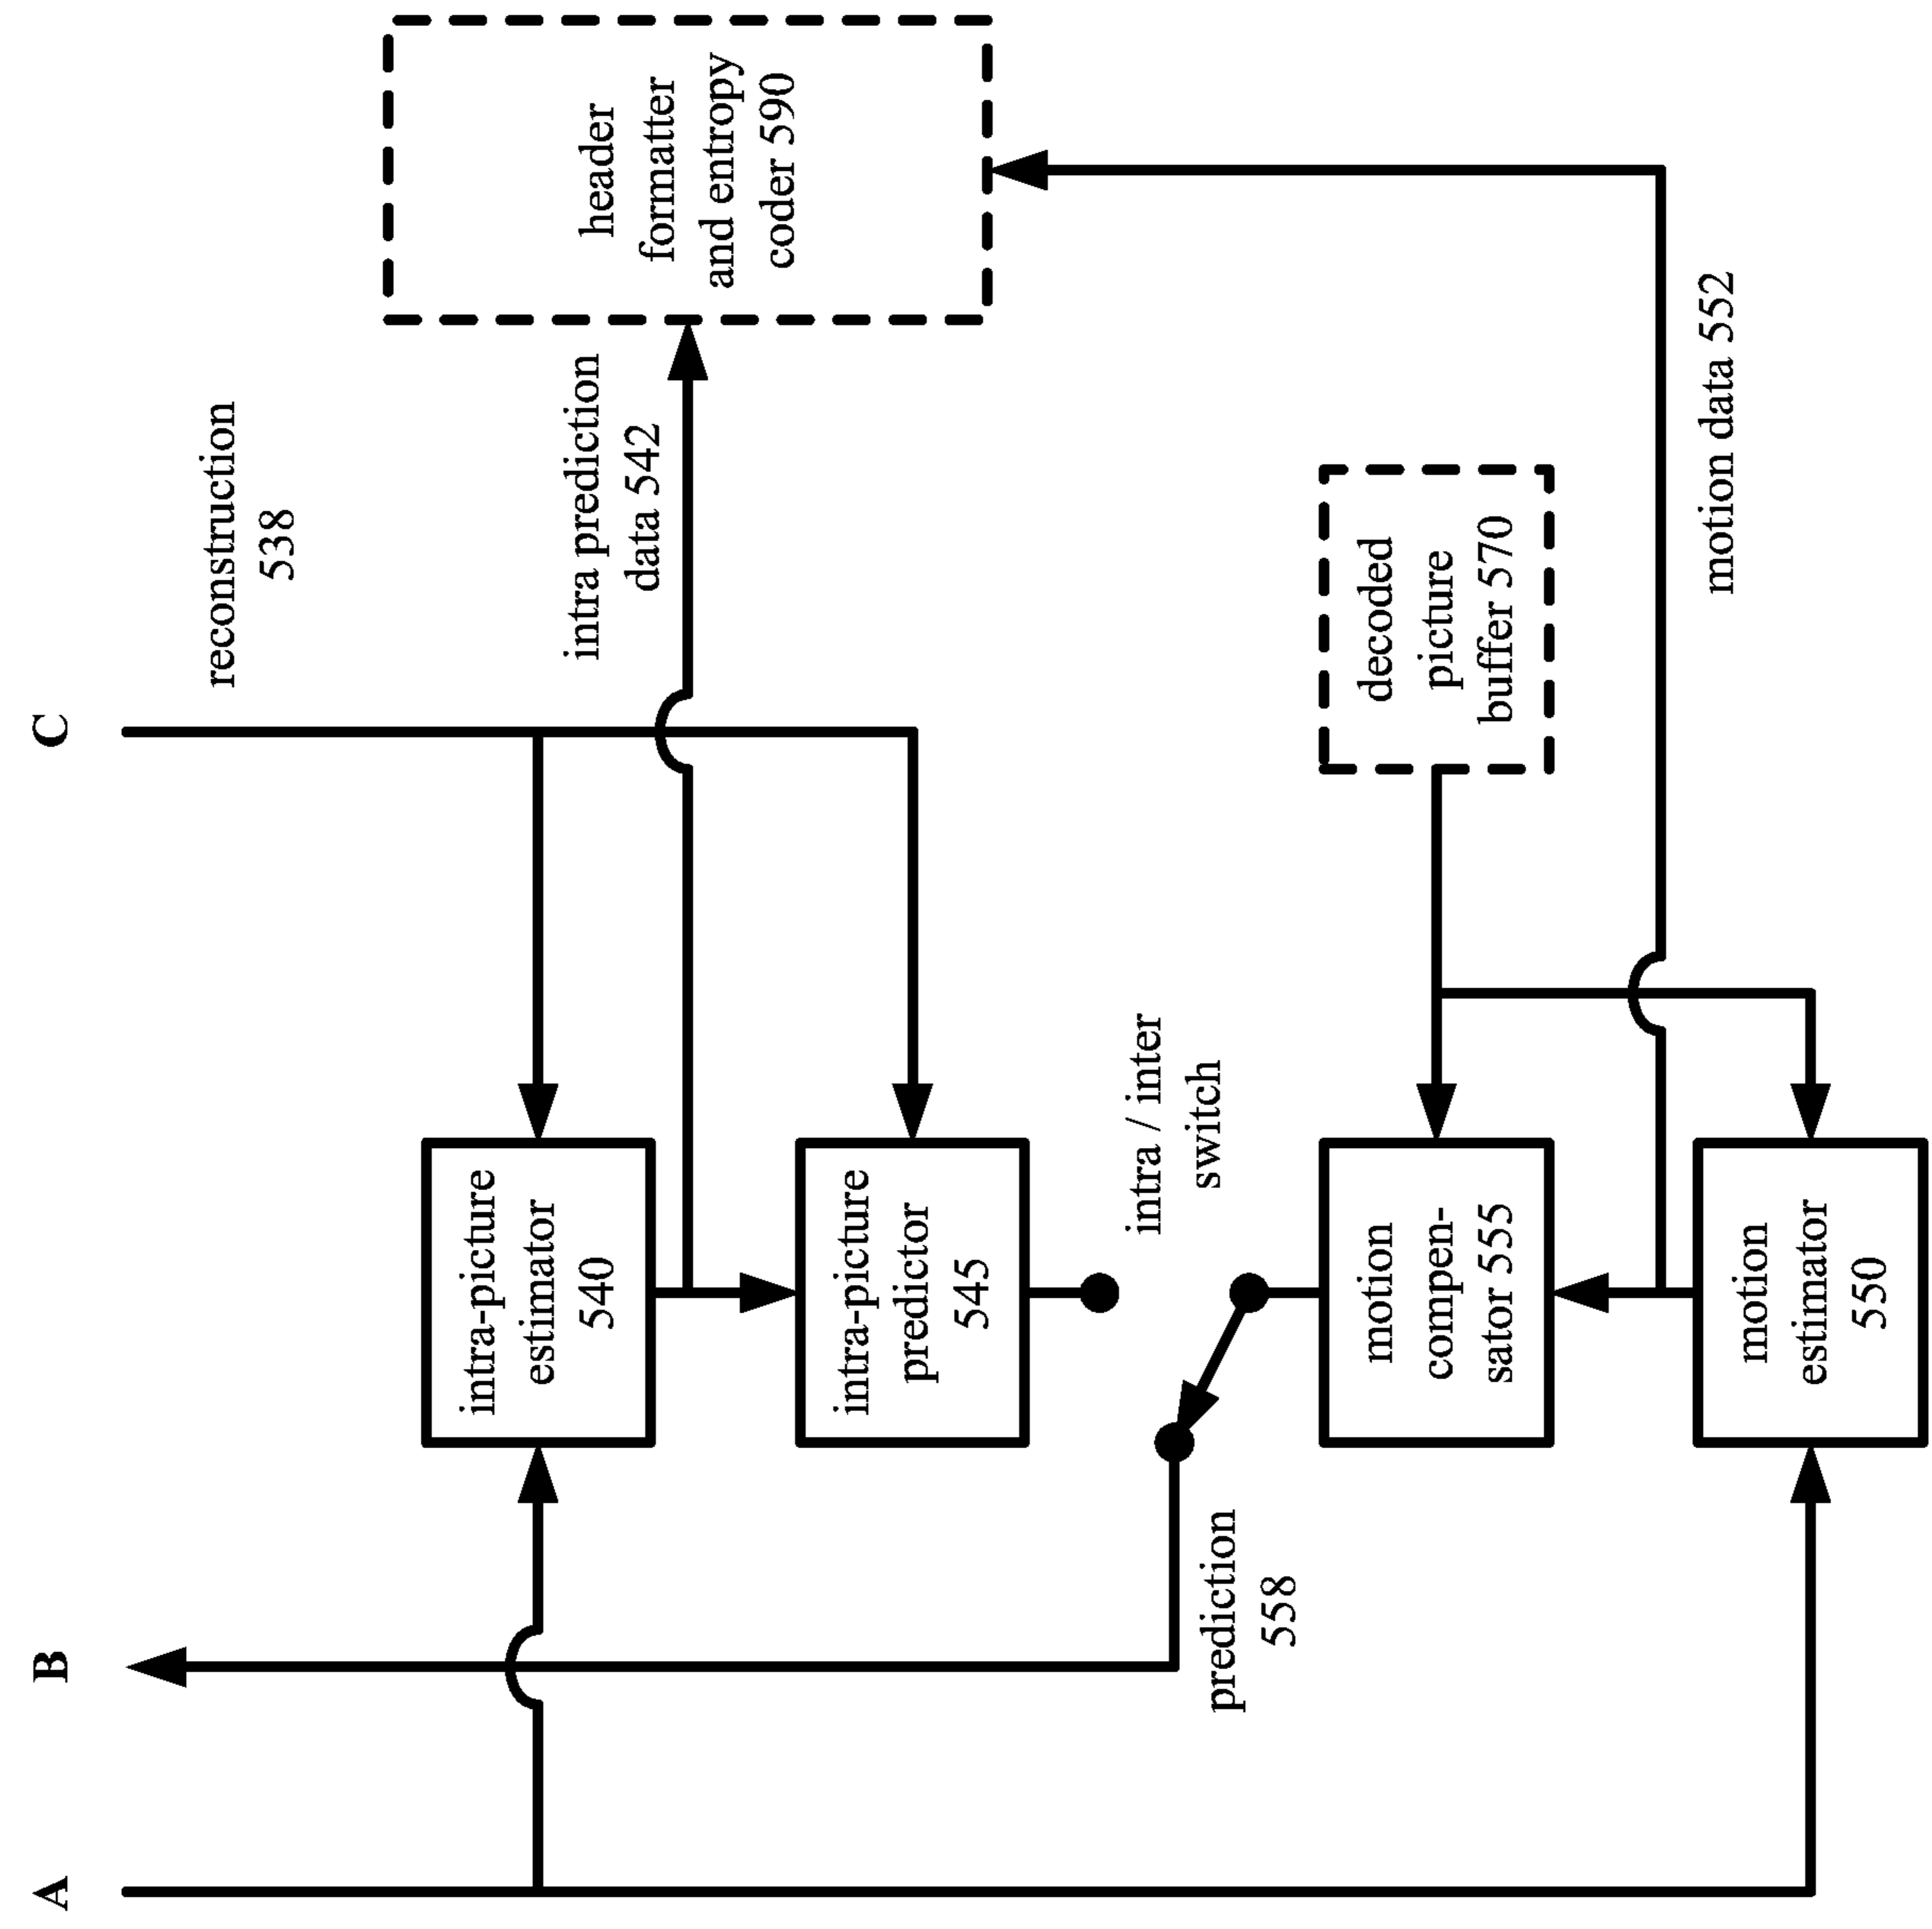 A
B
C
reconstruction
538
header
formatter
and entropy
coder 590
intra prediction
data 542
intra-picture
estimator
540
intra-picture
predictor
545
intra / inter
switch
prediction
558
decoded
picture
buffer 570
motion
compen-
sator 555
motion data 552
motion
estimator
550